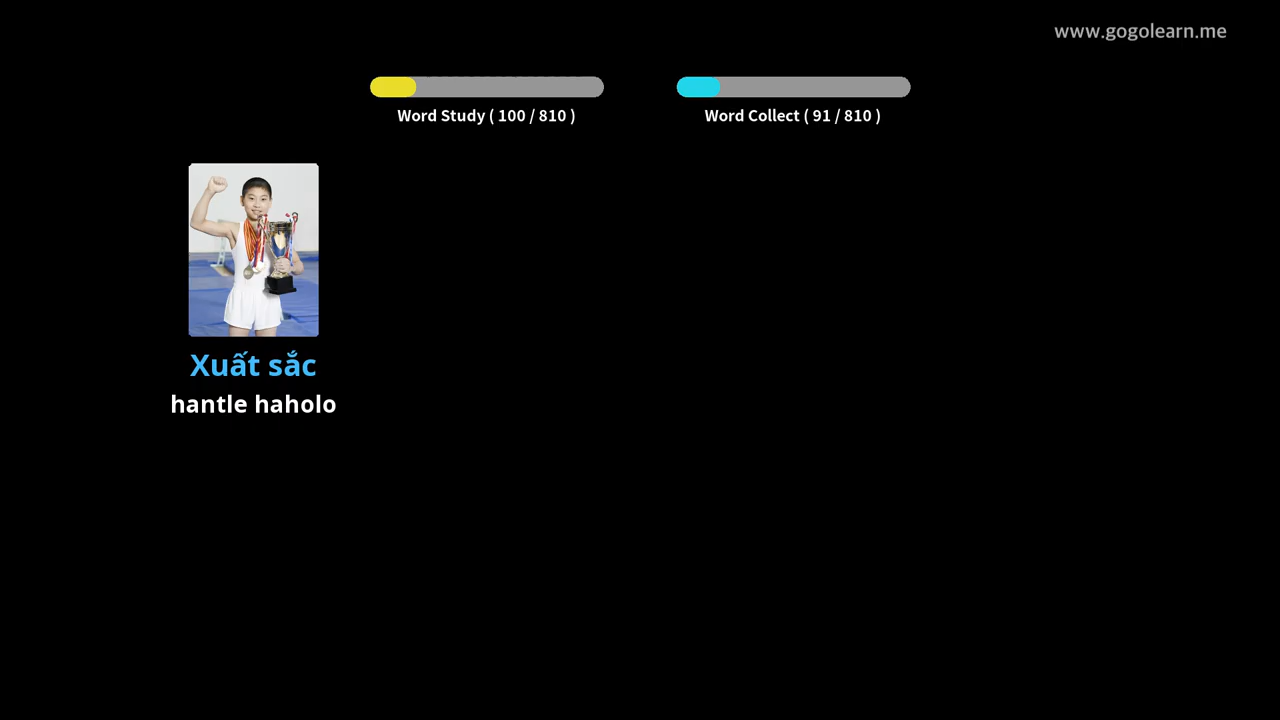 www.gogolearn.me
Word Study ( 100 / 810 )
Word Collect ( 91 / 810 )
Xuất sắc
hantle haholo